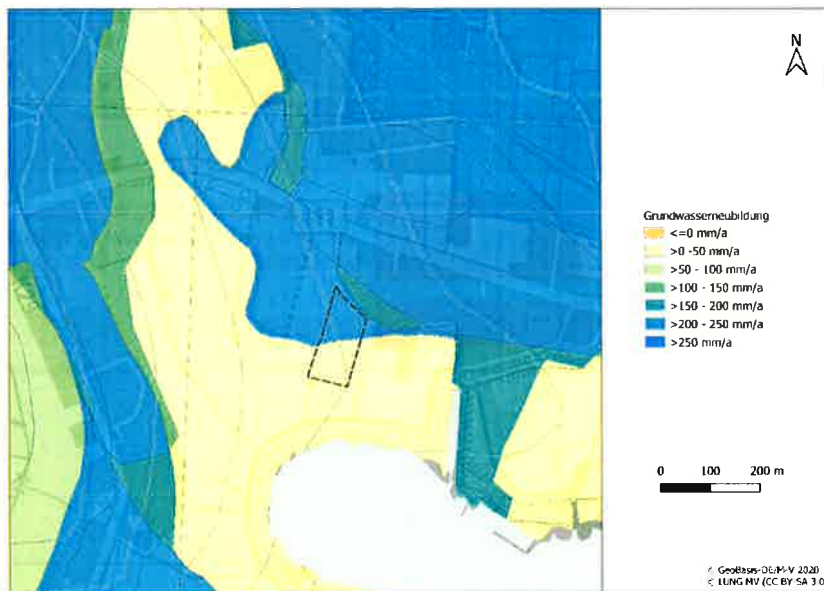 N
Grundwasserneubildung
<=0 mm/a
>0 -50 mm/a
>50 - 100 mm/a
>100 - 150 mm/a
>150 - 200 mm/a
>200 - 250 mm/a
>250 mm/a
0 100 200 m
© GeoBasis-DE/M-V 2020
© LUNG MV (CC BY-SA 3.0